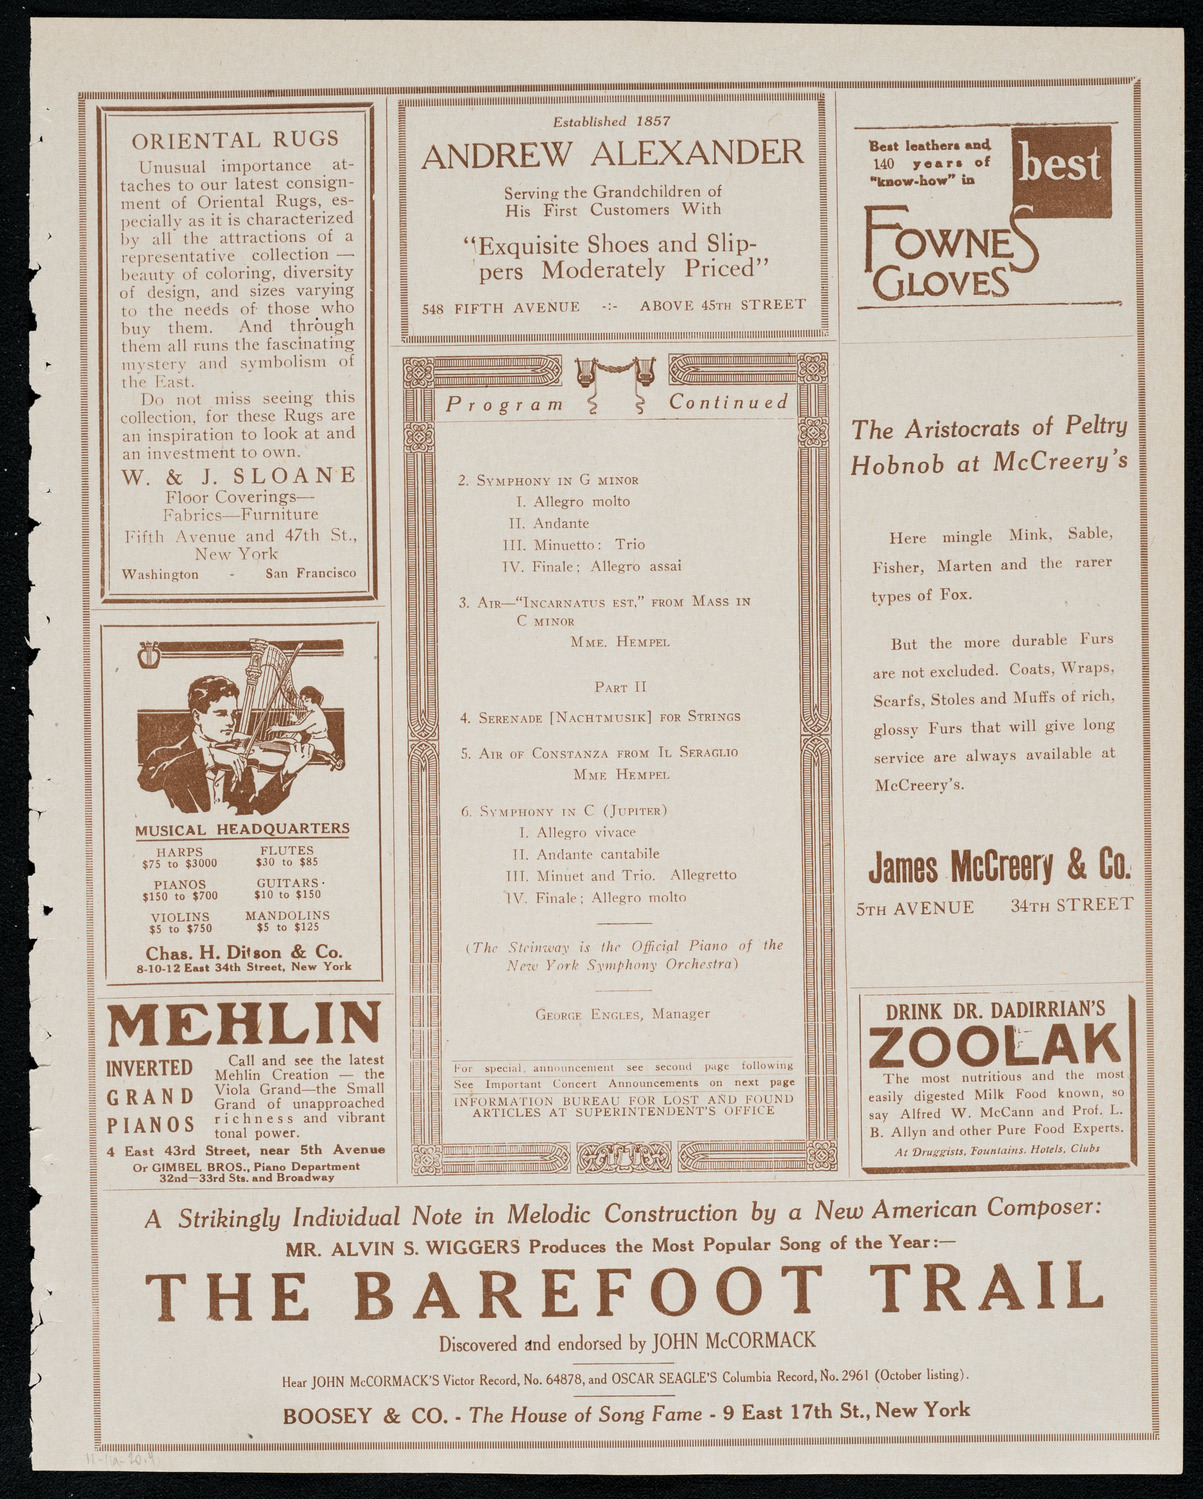 ORIENTAL RUGS
Unusual importance at-
taches to our latest consign-
ment of Oriental Rugs, es-
pecially as it is characterized
by all the attractions of a
representative collection —
beauty of coloring, diversity
of design, and sizes varying
to the needs of those who
buy them. And through
them all runs the fascinating
mystery and symbolism of
the East.
Do not miss seeing this
collection, for these Rugs are
an inspiration to look at and
an investment to own.
W. & J. SLOANE
Floor Coverings—
Fabrics—Furniture
Fifth Avenue and 47th St.,
New York
Washington - San Francisco
MUSICAL HEADQUARTERS
HARPS FLUTES
$75 to $3000 $30 to $85
PIANOS GUITARS
$150 to $700 $10 to $150
VIOLINS MANDOLINS
$5 to $750 $5 to $125
Chas. H. Ditson & Co.
8-10-12 East 34th Street, New York
MEHLIN
INVERTED
GRAND
PIANOS
Call and see the latest
Mehlin Creation — the
Viola Grand—the Small
Grand of unapproached
richness and vibrant
tonal power.
4 East 43rd Street, near 5th Avenue
Or GIMBEL BROS., Piano Department
32nd—33rd Sts. and Broadway
Established 1857
ANDREW ALEXANDER
Serving the Grandchildren of
His First Customers With
"Exquisite Shoes and Slip-
pers Moderately Priced"
548 FIFTH AVENUE -:- ABOVE 45TH STREET
Program Continued
2. SYMPHONY IN G MINOR
I. Allegro molto
II. Andante
III. Minuetto: Trio
IV. Finale; Allegro assai
3. AIR—"INCARNATUS EST," FROM MASS IN
C MINOR
MME. HEMPEL
PART II
4. SERENADE [NACHTMUSIK] FOR STRINGS
5. AIR OF CONSTANZA FROM IL SERAGLIO
MME HEMPEL
6. SYMPHONY IN C (JUPITER)
I. Allegro vivace
II. Andante cantabile
III. Minuet and Trio. Allegretto
IV. Finale; Allegro molto
(The Steinway is the Official Piano of the
New York Symphony Orchestra)
GEORGE ENGLES, Manager
For special announcement see second page following
See Important Concert Announcements on next page
INFORMATION BUREAU FOR LOST AND FOUND
ARTICLES AT SUPERINTENDENT'S OFFICE
Best leathers and
140 years of
"know-how" in
best
FOWNES
GLOVES
The Aristocrats of Peltry
Hobnob at McCreery's
Here mingle Mink, Sable,
Fisher, Marten and the rarer
types of Fox.
But the more durable Furs
are not excluded. Coats, Wraps,
Scarfs, Stoles and Muffs of rich,
glossy Furs that will give long
service are always available at
McCreery's.
James McCreery & Co.
5TH AVENUE 34TH STREET
DRINK DR. DADIRRIAN'S
ZOOLAK
The most nutritious and the most
easily digested Milk Food known, so
say Alfred W. McCann and Prof. L.
B. Allyn and other Pure Food Experts.
At Druggists, Fountains, Hotels, Clubs
A Strikingly Individual Note in Melodic Construction by a New American Composer:
MR. ALVIN S. WIGGERS Produces the Most Popular Song of the Year:—
THE BAREFOOT TRAIL
Discovered and endorsed by JOHN McCORMACK
Hear JOHN McCORMACK'S Victor Record, No. 64878, and OSCAR SEAGLE'S Columbia Record, No. 2961 (October listing).
BOOSEY & CO. - The House of Song Fame - 9 East 17th St., New York